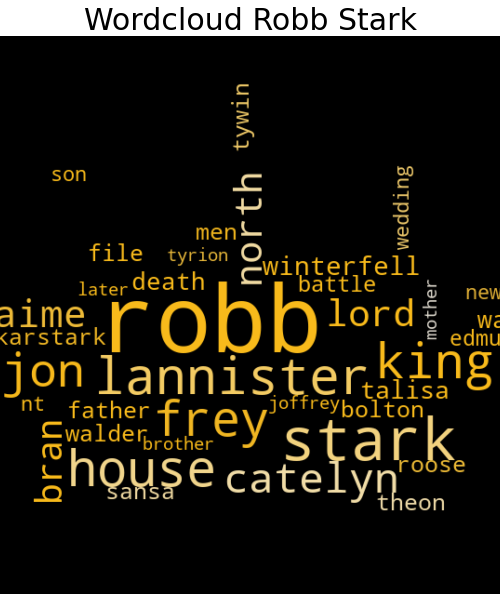 Wordcloud Robb Stark
tywin
son
wedding
north
men
file
tyrion
winterfell
later
death
battle
mother
new
aime
robb
lord
wa
karstark
edmu
jon
lannister
king
talisa
nt
father
frey
joffrey
bolton
bran
walder
brother
stark
house
catelyn
roose
sansa
theon